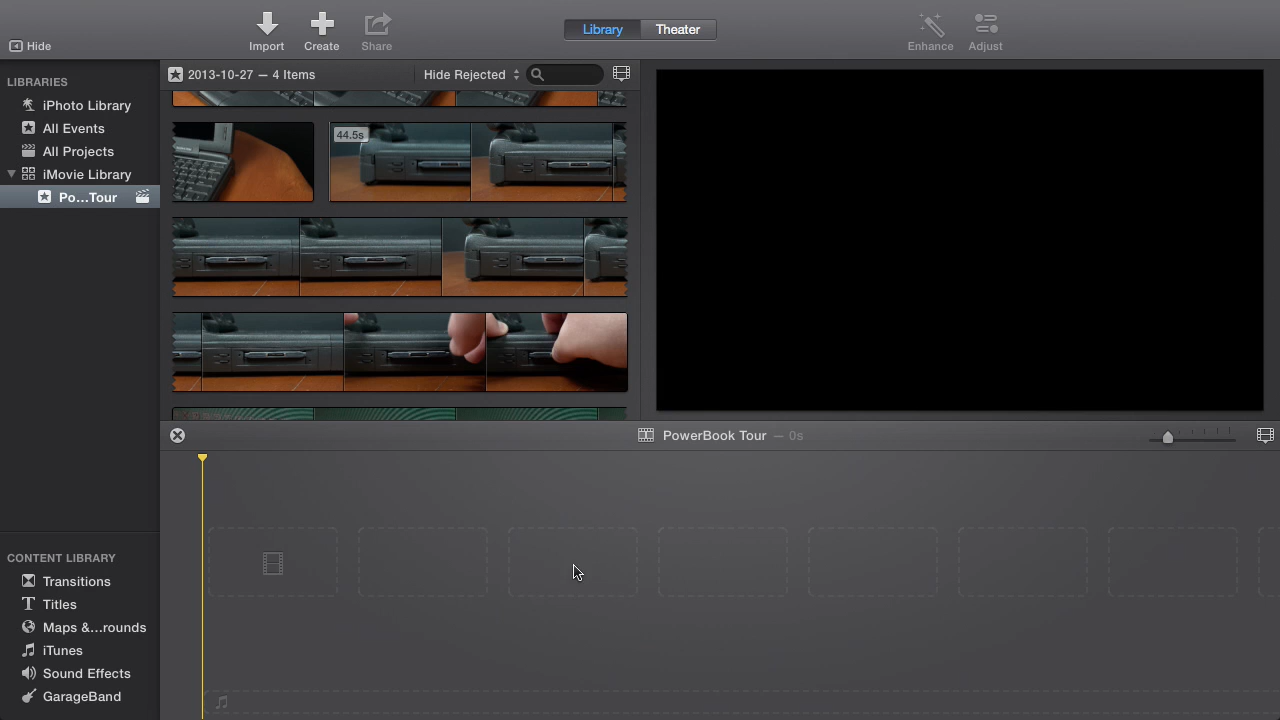 Hide
Import
Create
Share
Library
Theater
Enhance
Adjust
LIBRARIES
iPhoto Library
All Events
All Projects
iMovie Library
Po...Tour
2013-10-27 — 4 Items
Hide Rejected
44.5s
PowerBook Tour — 0s
CONTENT LIBRARY
Transitions
Titles
Maps &...rounds
iTunes
Sound Effects
GarageBand